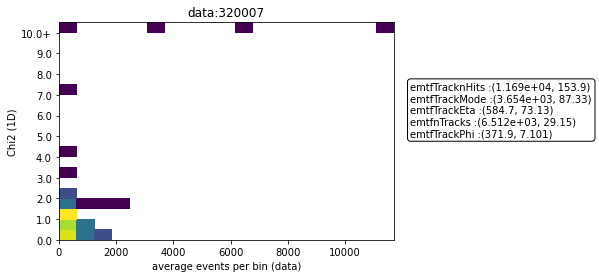 data:320007
10.0+
9.0
8.0
7.0
6.0
5.0
4.0
3.0
2.0
1.0
0.0
Chi2 (1D)
0
2000
4000
6000
8000
10000
average events per bin (data)
emtfTracknHits :(1.169e+04, 153.9)
emtfTrackMode :(3.654e+03, 87.33)
emtfTrackEta :(584.7, 73.13)
emtfnTracks :(6.512e+03, 29.15)
emtfTrackPhi :(371.9, 7.101)